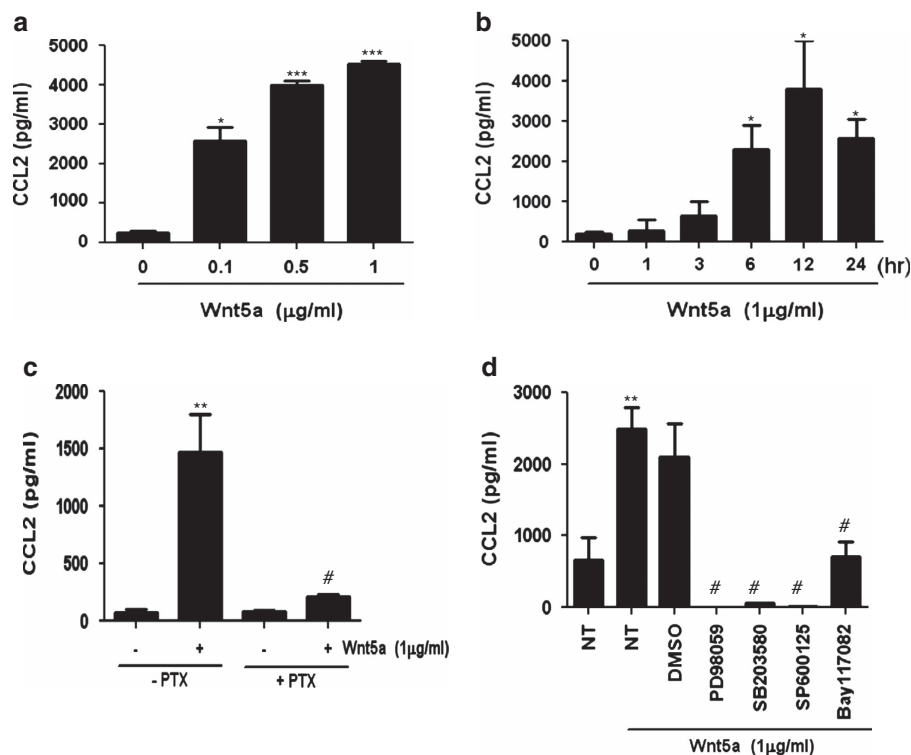 a
5000
4000
3000
2000
1000
0
CCL2 (pg/ml)
*
***
***
0 0.1 0.5 1
Wnt5a (μg/ml)
b
5000
4000
3000
2000
1000
0
CCL2 (pg/ml)
*
*
*
0 1 3 6 12 24 (hr)
Wnt5a (1μg/ml)
c
2000
1500
1000
500
0
CCL2 (pg/ml)
**
#
- + - + Wnt5a (1μg/ml)
- PTX + PTX
d
3000
2000
1000
0
CCL2 (pg/ml)
**
# # # #
NT
NT
DMSO
PD98059
SB203580
SP600125
Bay117082
Wnt5a (1μg/ml)